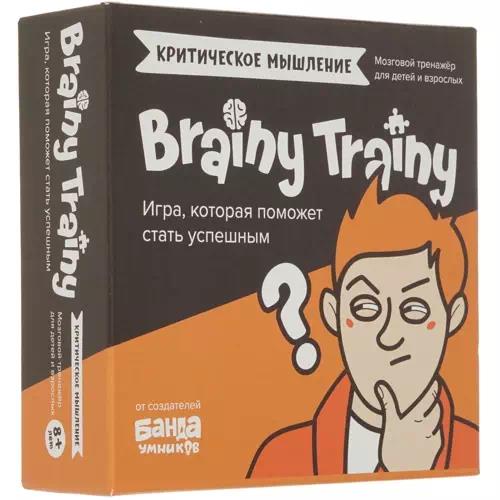 КРИТИЧЕСКОЕ МЫШЛЕНИЕ
Мозговой тренажёр
для детей и взрослых
Brainy Trainy
Игра, которая поможет
стать успешным
?
от создателей
БАНДА
УМНИКОВ
Brainy Trainy
Игра, которая поможет стать успешным
КРИТИЧЕСКОЕ МЫШЛЕНИЕ
Мозговой тренажёр
для детей и взрослых
8+
лет